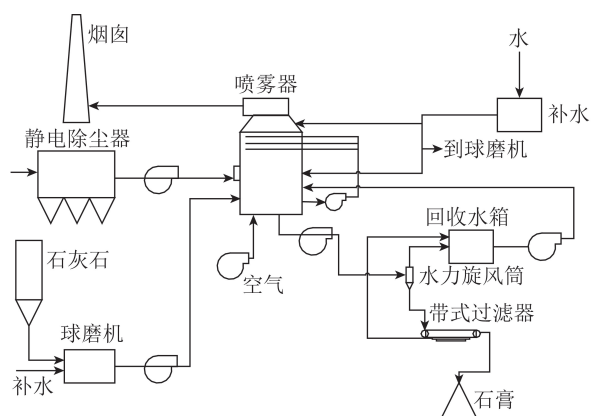 烟囱
水
喷雾器
补水
静电除尘器
到球磨机
回收水箱
石灰石
空气
水力旋风筒
带式过滤器
球磨机
补水
石膏